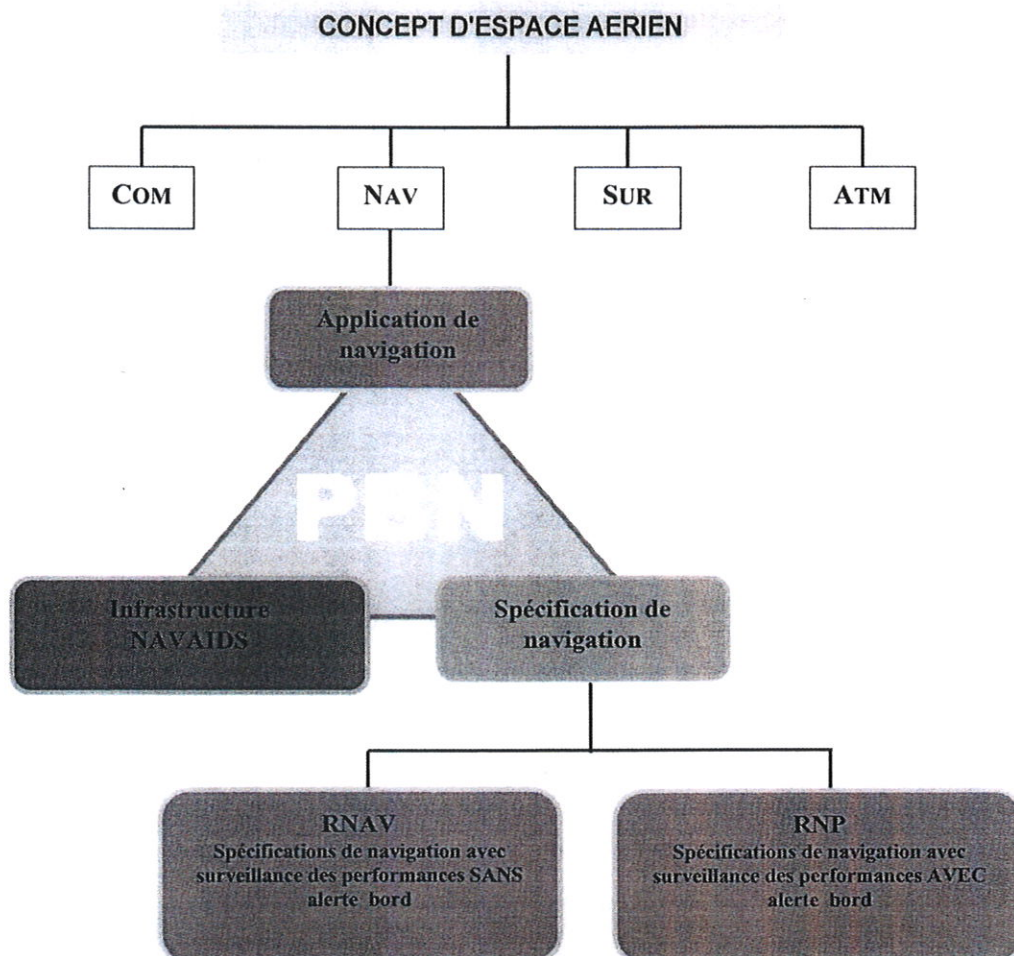 CONCEPT D'ESPACE AERIEN
COM
NAV
SUR
ATM
Application de
navigation
PBN
Infrastructure
NAVAIDS
Spécification de
navigation
RNAV
Spécifications de navigation avec
surveillance des performances SANS
alerte bord
RNP
Spécifications de navigation avec
surveillance des performances AVEC
alerte bord